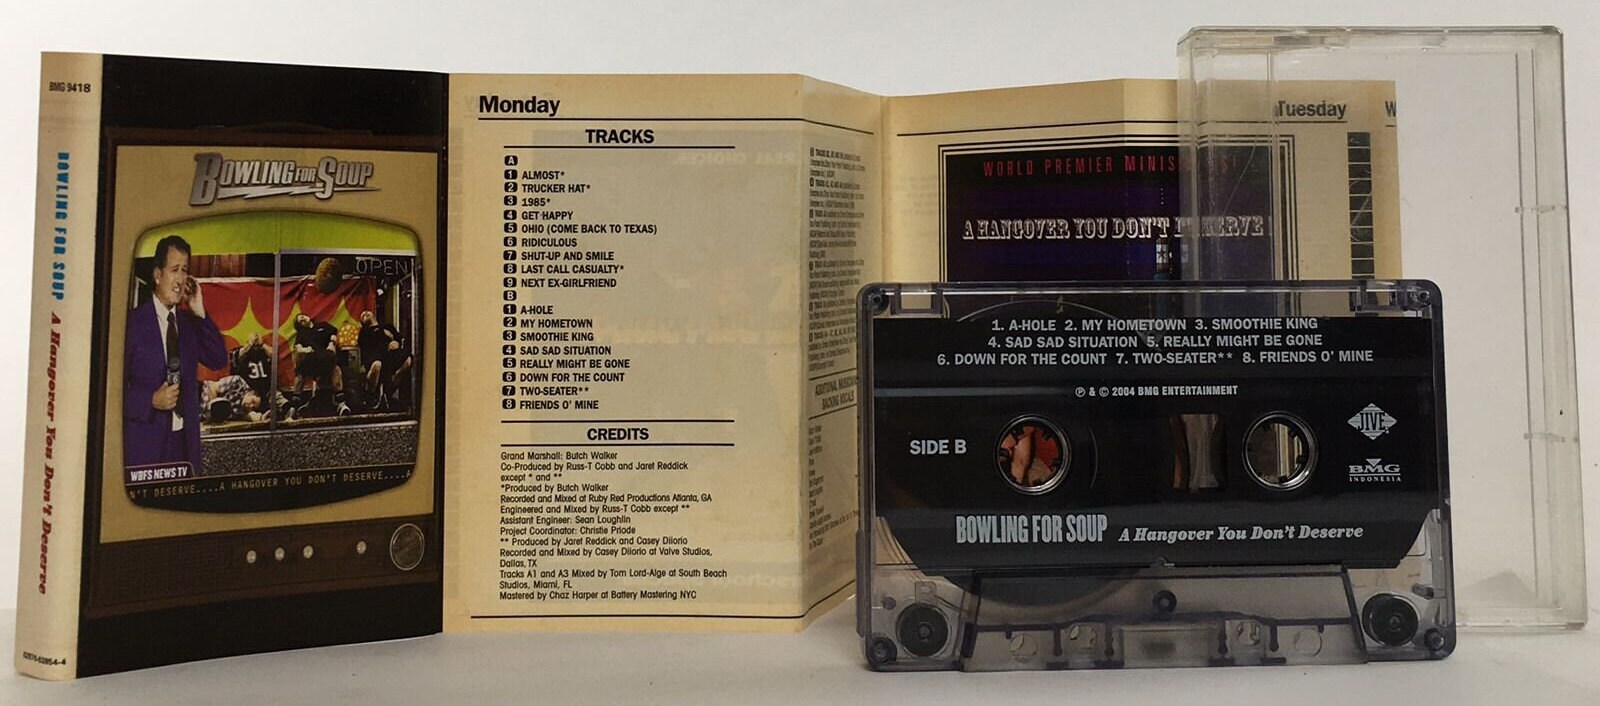 BMG 9418
BOWLING FOR SOUP A Hangover You Don't Deserve
BOWLING FOR SOUP
OPEN
31
WBFS NEWS TV
N'T DESERVE....A HANGOVER YOU DON'T DESERVE....A
Monday
TRACKS
A
1 ALMOST*
2 TRUCKER HAT*
3 1985*
4 GET HAPPY
5 OHIO (COME BACK TO TEXAS)
6 RIDICULOUS
7 SHUT-UP AND SMILE
8 LAST CALL CASUALTY*
9 NEXT EX-GIRLFRIEND
B
1 A-HOLE
2 MY HOMETOWN
3 SMOOTHIE KING
4 SAD SAD SITUATION
5 REALLY MIGHT BE GONE
6 DOWN FOR THE COUNT
7 TWO-SEATER**
8 FRIENDS O' MINE
CREDITS
Grand Marshall: Butch Walker
Co-Produced by Russ-T Cobb and Jaret Reddick
except * and **
*Produced by Butch Walker
Recorded and Mixed at Ruby Red Productions Atlanta, GA
Engineered and Mixed by Russ-T Cobb except **
Assistant Engineer: Sean Loughlin
Project Coordinator: Christie Priode
** Produced by Jaret Reddick and Casey Diiorio
Recorded and Mixed by Casey Diiorio at Valve Studios,
Dallas, TX
Tracks A1 and A3 Mixed by Tom Lord-Alge at South Beach
Studios, Miami, FL
Mastered by Chaz Harper at Battery Mastering NYC
BACKING VOCALS
Tuesday
W
WORLD PREMIER
A HANGOVER YOU DON'T
1. A-HOLE 2. MY HOMETOWN 3. SMOOTHIE KING
4. SAD SAD SITUATION 5. REALLY MIGHT BE GONE
6. DOWN FOR THE COUNT 7. TWO-SEATER** 8. FRIENDS O' MINE
℗ & © 2004 BMG ENTERTAINMENT
JIVE
SIDE B
BMG
INDONESIA
BOWLING FOR SOUP A Hangover You Don't Deserve